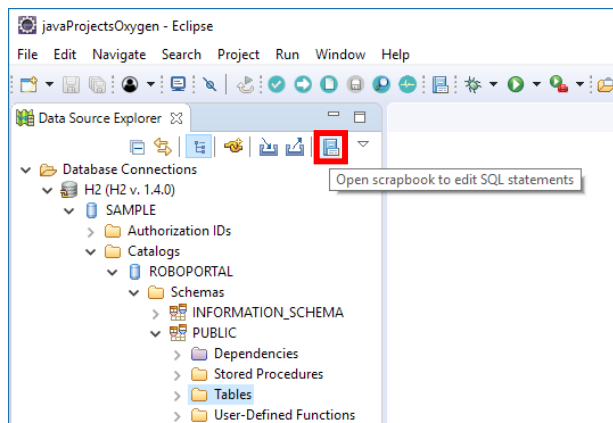 javaProjectsOxygen - Eclipse
File Edit Navigate Search Project Run Window Help
Data Source Explorer
Open scrapbook to edit SQL statements
Database Connections
H2 (H2 v. 1.4.0)
SAMPLE
Authorization IDs
Catalogs
ROBOPORTAL
Schemas
INFORMATION_SCHEMA
PUBLIC
Dependencies
Stored Procedures
Tables
User-Defined Functions